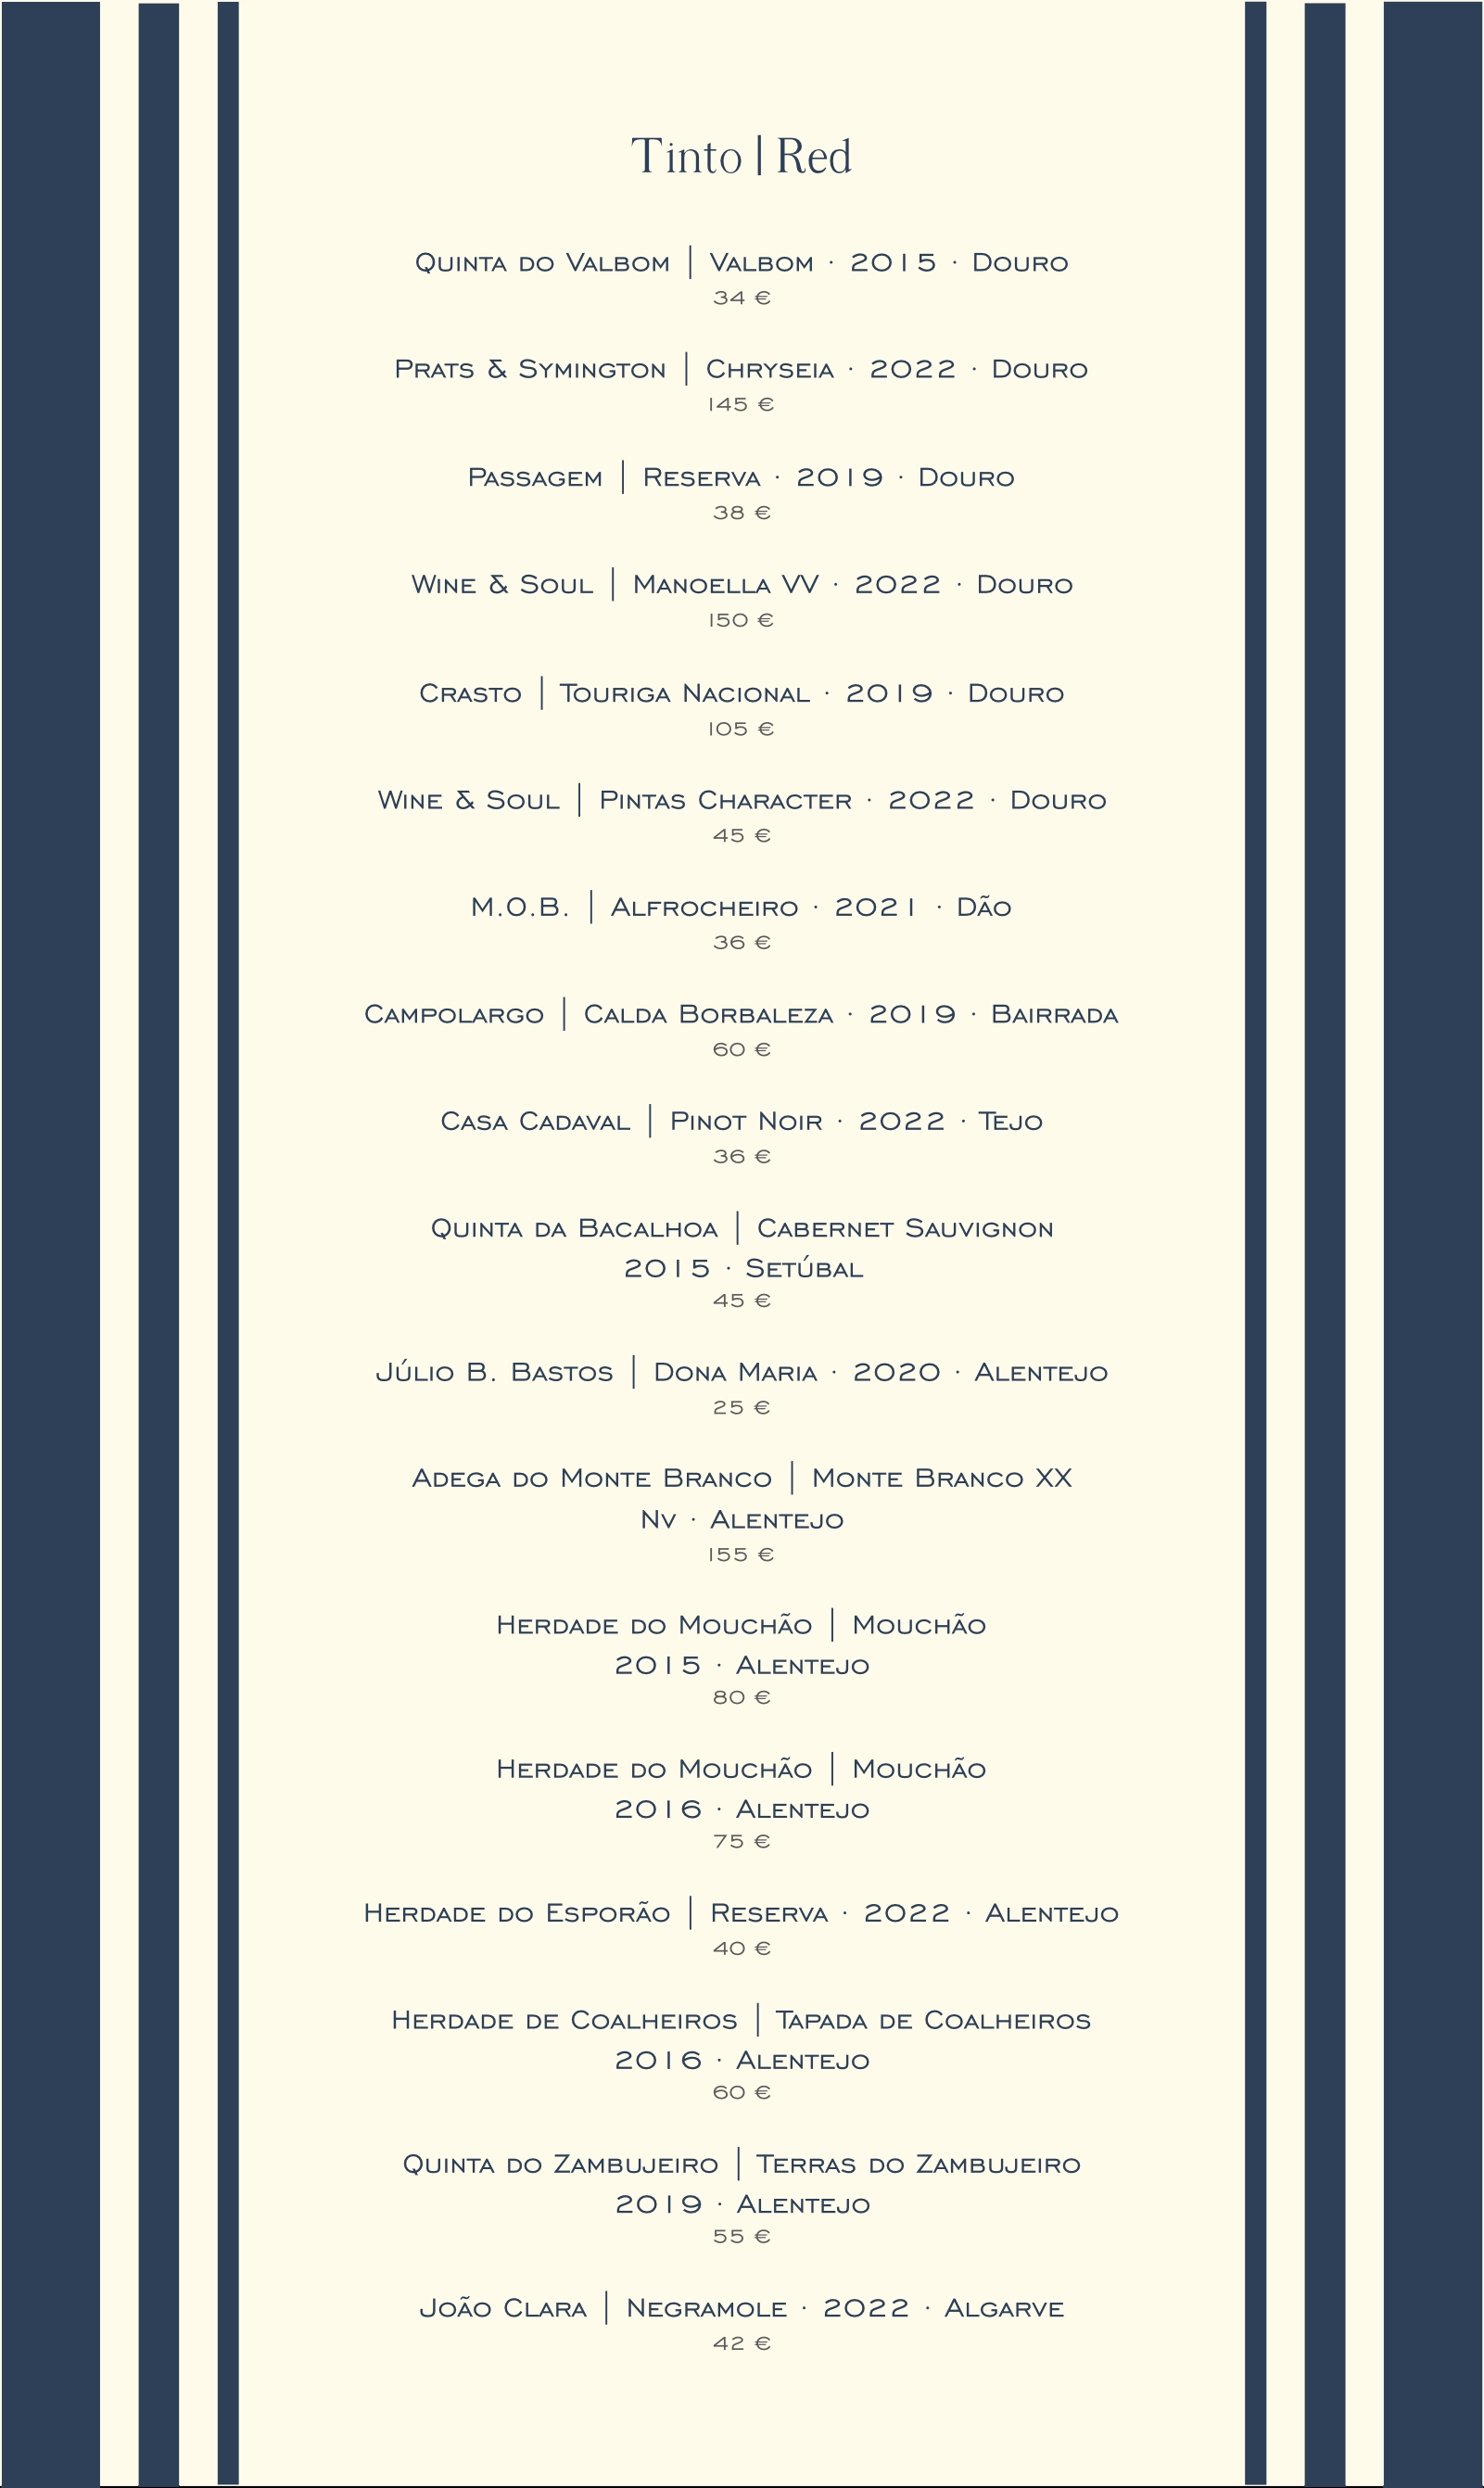 Tinto | Red
Quinta do Valbom | Valbom · 2015 · Douro
34 €
Prats & Symington | Chryseia · 2022 · Douro
145 €
Passagem | Reserva · 2019 · Douro
38 €
Wine & Soul | Manoella VV · 2022 · Douro
150 €
Crasto | Touriga Nacional · 2019 · Douro
105 €
Wine & Soul | Pintas Character · 2022 · Douro
45 €
M.O.B. | Alfrocheiro · 2021 · Dão
36 €
Campolargo | Calda Borbaleza · 2019 · Bairrada
60 €
Casa Cadaval | Pinot Noir · 2022 · Tejo
36 €
Quinta da Bacalhoa | Cabernet Sauvignon
2015 · Setúbal
45 €
Júlio B. Bastos | Dona Maria · 2020 · Alentejo
25 €
Adega do Monte Branco | Monte Branco XX
Nv · Alentejo
155 €
Herdade do Mouchão | Mouchão
2015 · Alentejo
80 €
Herdade do Mouchão | Mouchão
2016 · Alentejo
75 €
Herdade do Esporão | Reserva · 2022 · Alentejo
40 €
Herdade de Coalheiros | Tapada de Coalheiros
2016 · Alentejo
60 €
Quinta do Zambujeiro | Terras do Zambujeiro
2019 · Alentejo
55 €
João Clara | Negramole · 2022 · Algarve
42 €